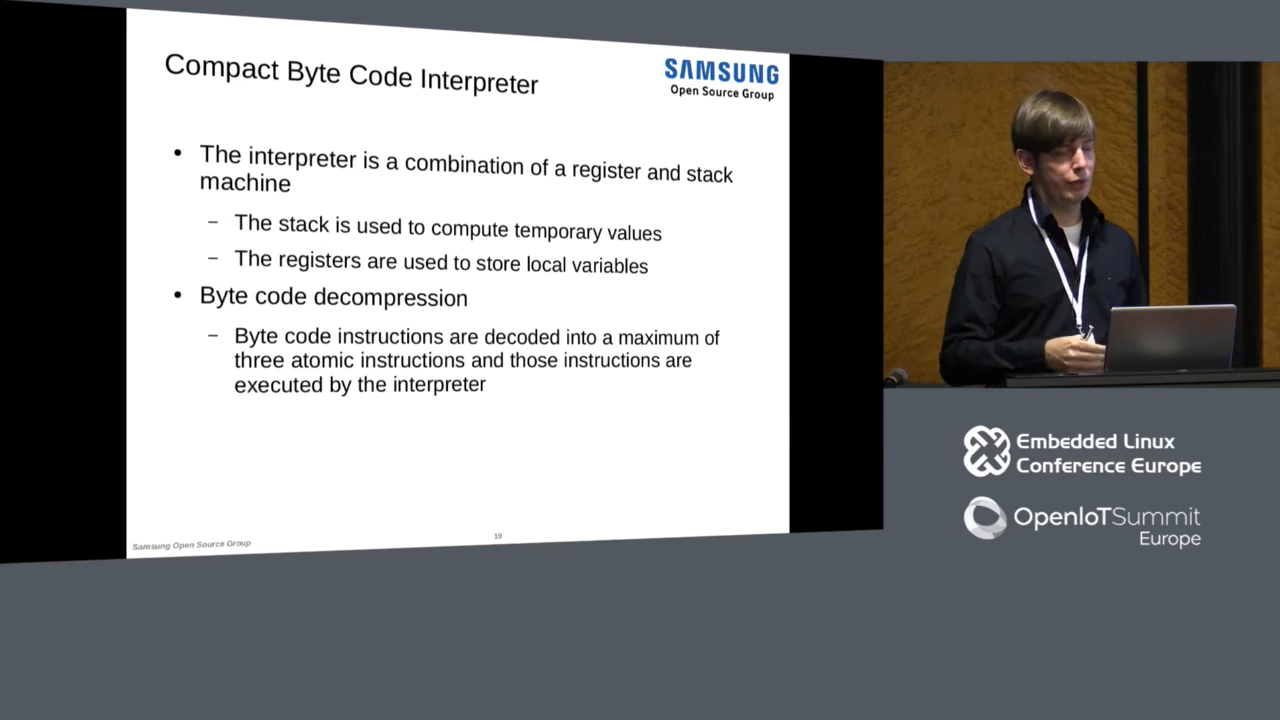 Compact Byte Code Interpreter
SAMSUNG
Open Source Group
• The interpreter is a combination of a register and stack
machine
– The stack is used to compute temporary values
– The registers are used to store local variables
• Byte code decompression
– Byte code instructions are decoded into a maximum of
three atomic instructions and those instructions are
executed by the interpreter
Samsung Open Source Group
19
Embedded Linux
Conference Europe
OpenIoTSummit
Europe